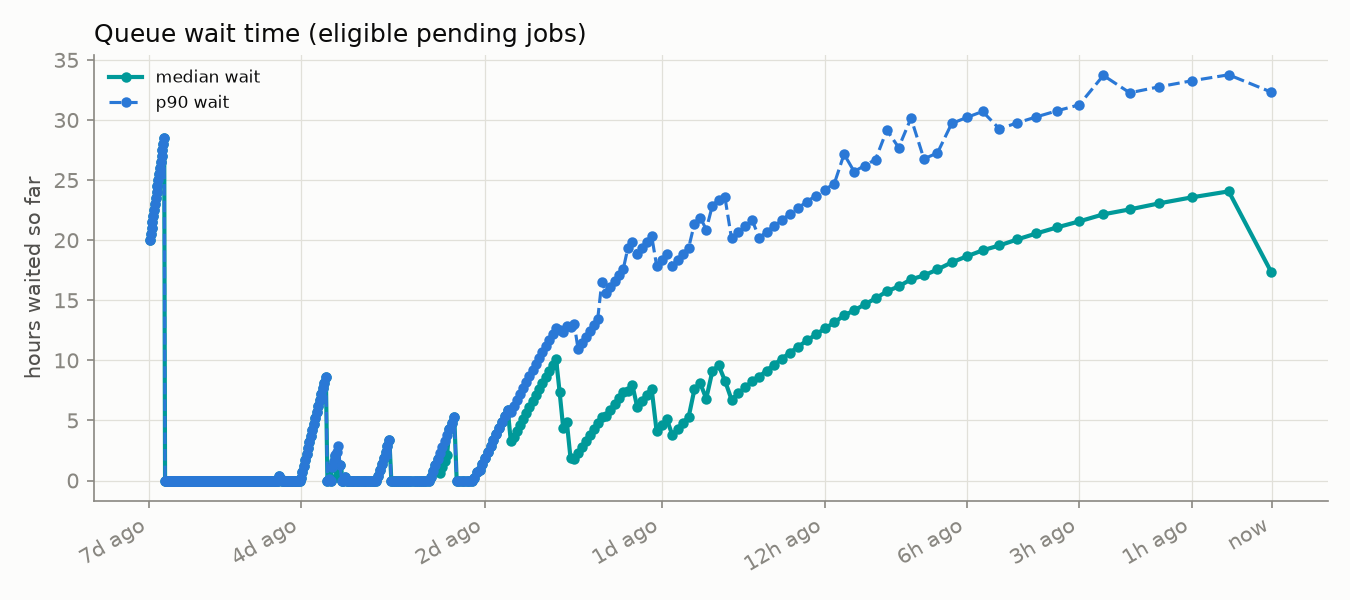 Queue wait time (eligible pending jobs)
median wait
p90 wait
hours waited so far
35
30
25
20
15
10
5
0
7d ago
4d ago
2d ago
1d ago
12h ago
6h ago
3h ago
1h ago
now